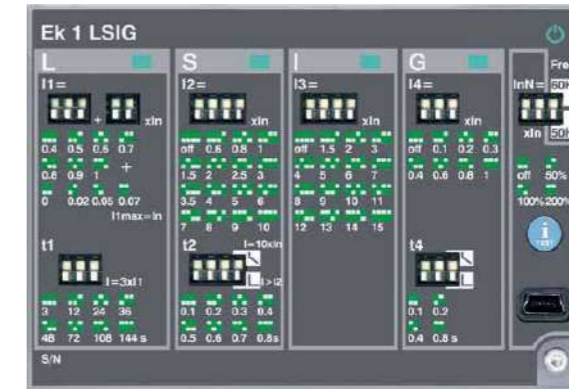 Ek 1 LSIG
L
I1=
+
xIn
0.4 0.5 0.6 0.7
0.8 0.9 1 +
0 0.02 0.05 0.07
I1max=In
t1
I=3xI1
3 12 24 36
48 72 108 144 s
S
I2=
xIn
off 0.6 0.8 1
1.5 2 2.5 3
3.5 4 5 6
7 8 9 10
t2
I=10xIn
I>I2
0.1 0.2 0.3 0.4
0.5 0.6 0.7 0.8s
I
I3=
xIn
off 1.5 2 3
4 5 6 7
8 9 10 11
12 13 14 15
G
I4=
xIn
off 0.1 0.2 0.3
0.4 0.6 0.8 1
t4
0.1 0.2
0.4 0.8 s
Fre
InN=
xIn
off 50%
100% 200%
i
TEST
S/N